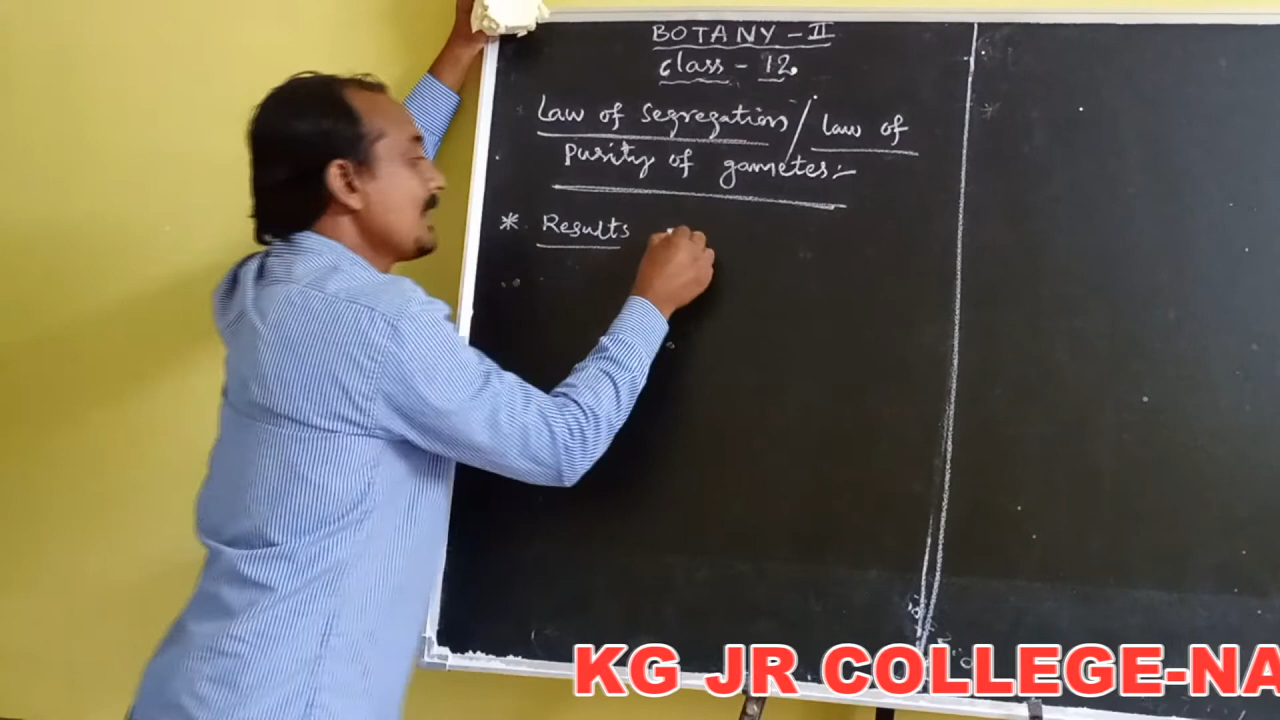 BOTANY - II
class - 12.
Law of segregation / Law of
Purity of gametes:-
* Results
KG JR COLLEGE-NA